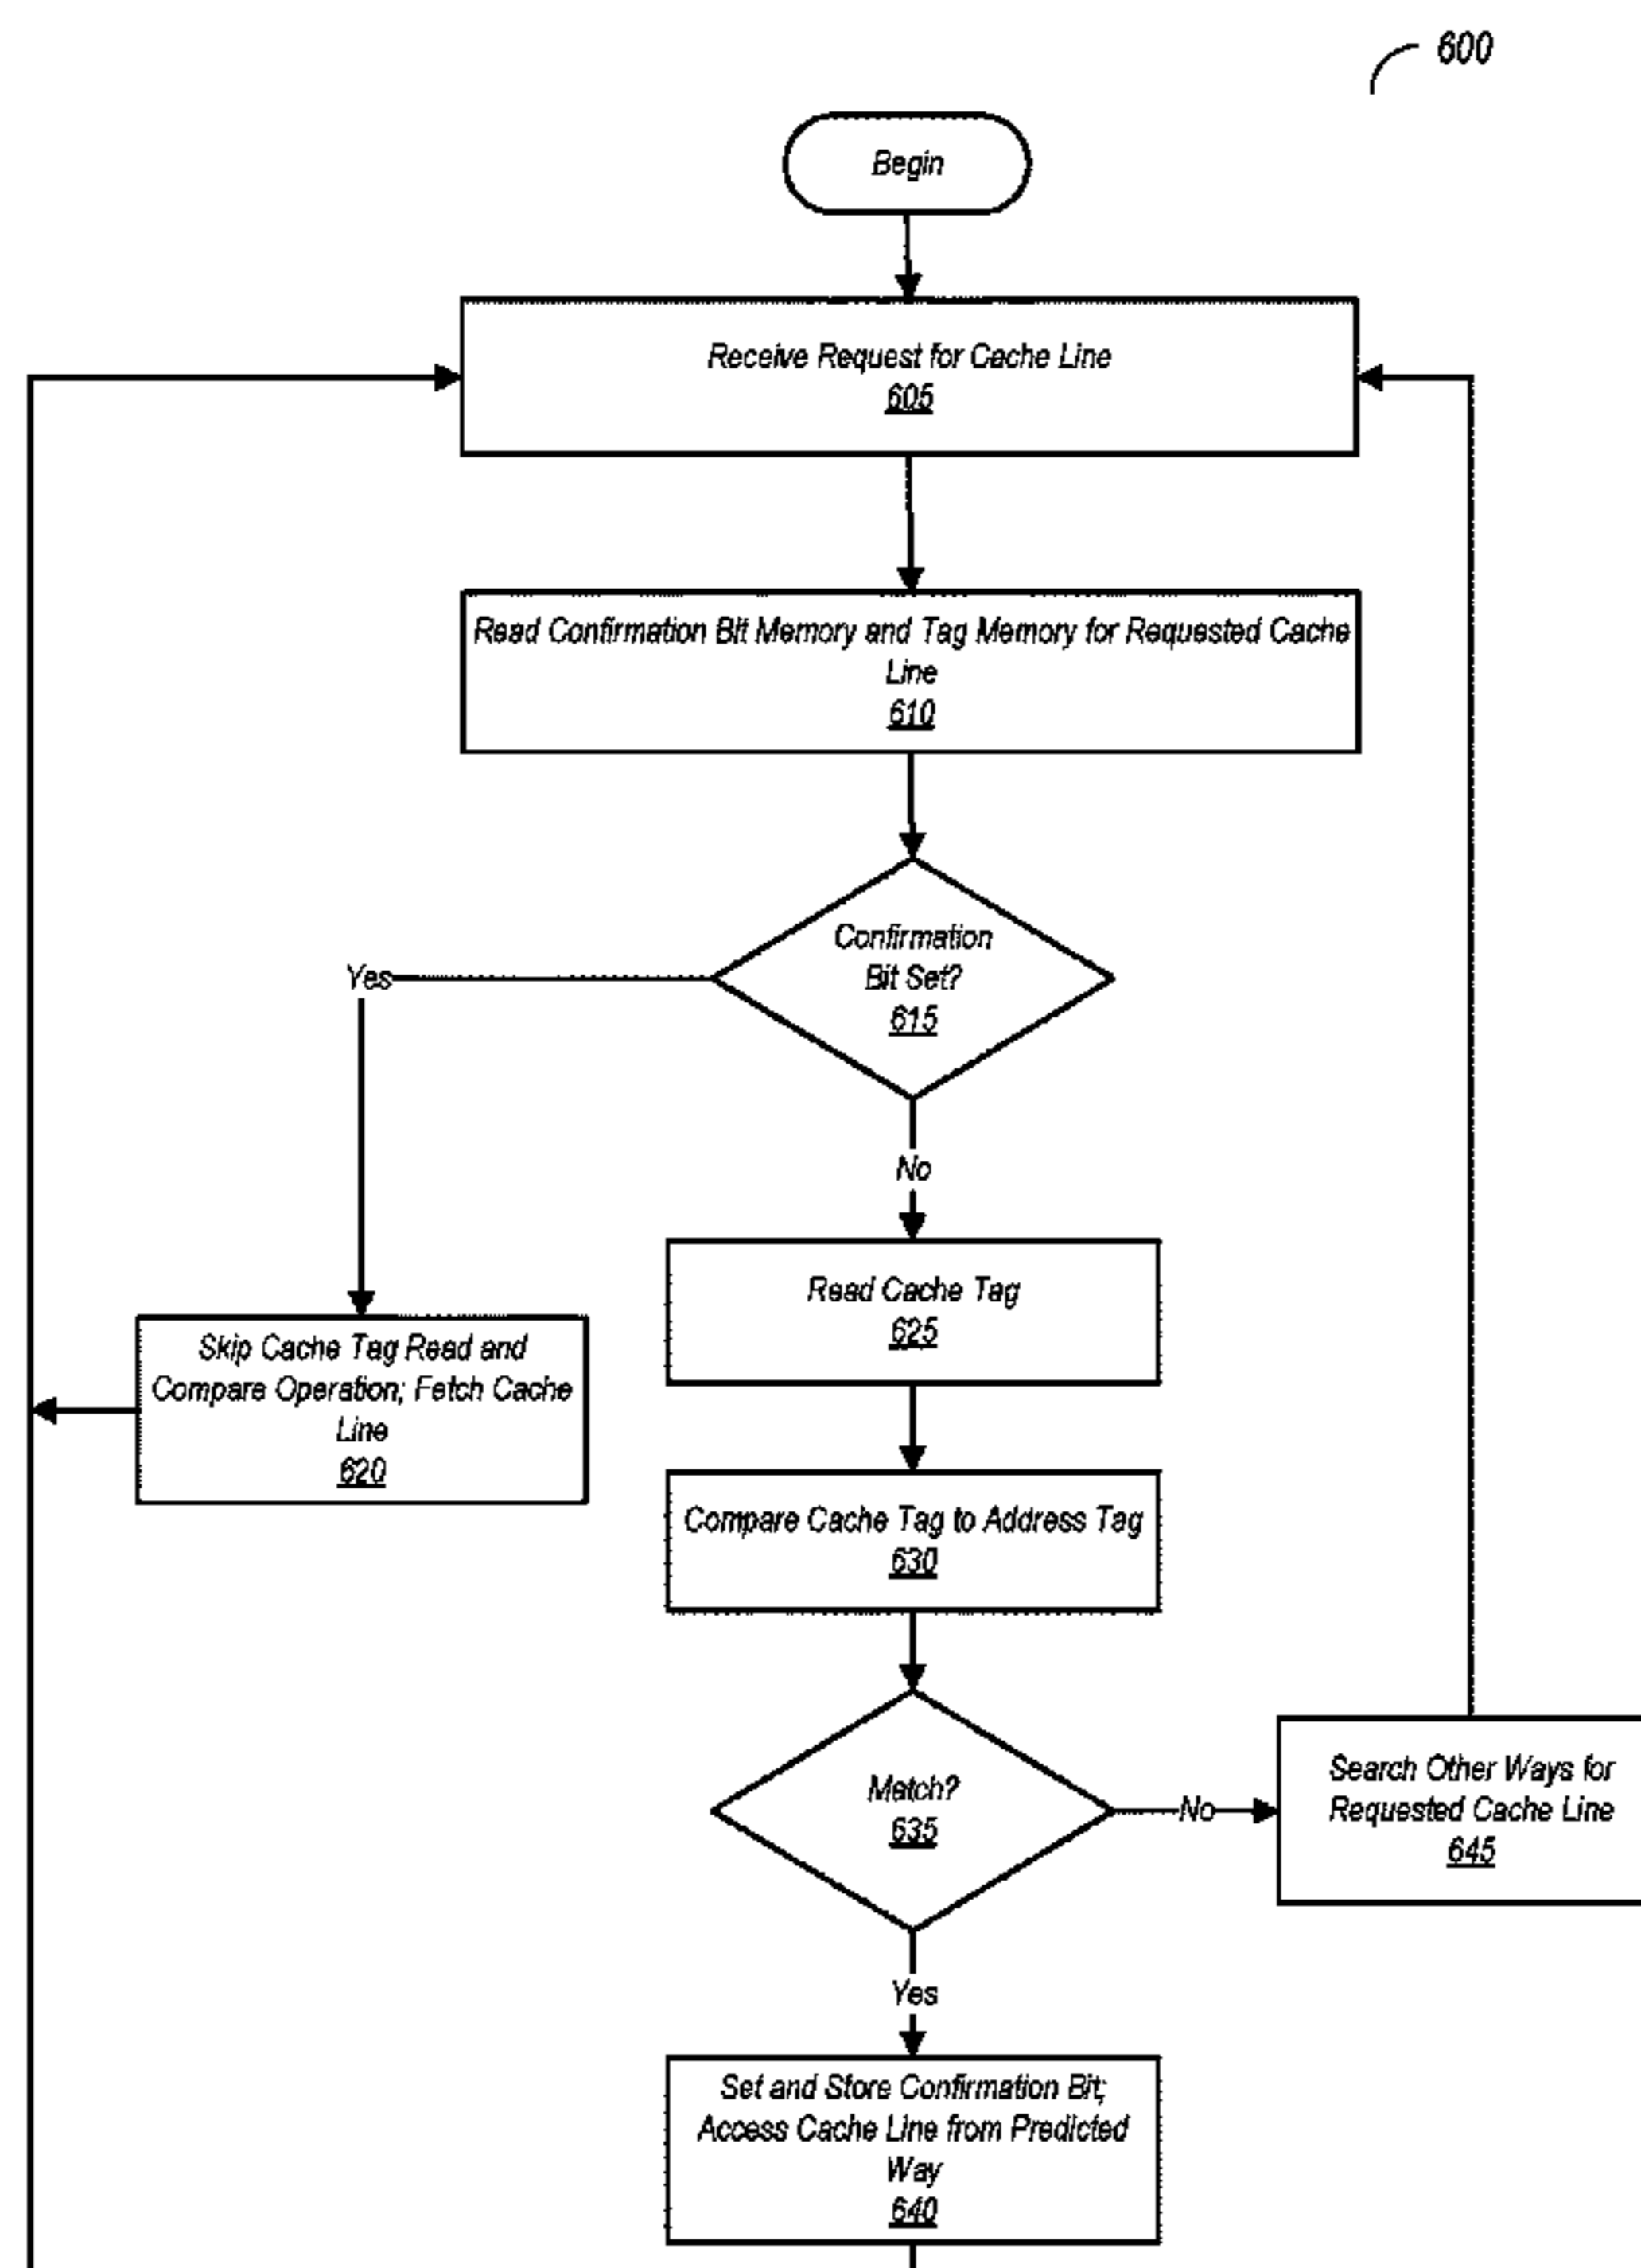 600
Begin
Receive Request for Cache Line
605
Read Confirmation Bit Memory and Tag Memory for Requested Cache
Line
610
Confirmation
Bit Set?
615
Yes
No
Read Cache Tag
625
Skip Cache Tag Read and
Compare Operation; Fetch Cache
Line
620
Compare Cache Tag to Address Tag
630
Match?
635
No
Search Other Ways for
Requested Cache Line
645
Yes
Set and Store Confirmation Bit;
Access Cache Line from Predicted
Way
640